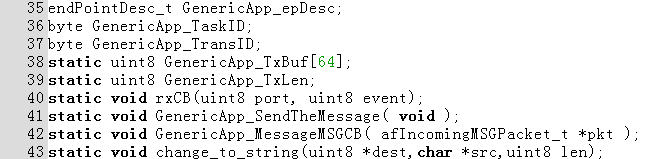 35 endPointDesc_t GenericApp_epDesc;
36 byte GenericApp_TaskID;
37 byte GenericApp_TransID;
38 static uint8 GenericApp_TxBuf[64];
39 static uint8 GenericApp_TxLen;
40 static void rxCB(uint8 port, uint8 event);
41 static void GenericApp_SendTheMessage( void );
42 static void GenericApp_MessageMSGCB( afIncomingMSGPacket_t *pkt );
43 static void change_to_string(uint8 *dest,char *src,uint8 len);